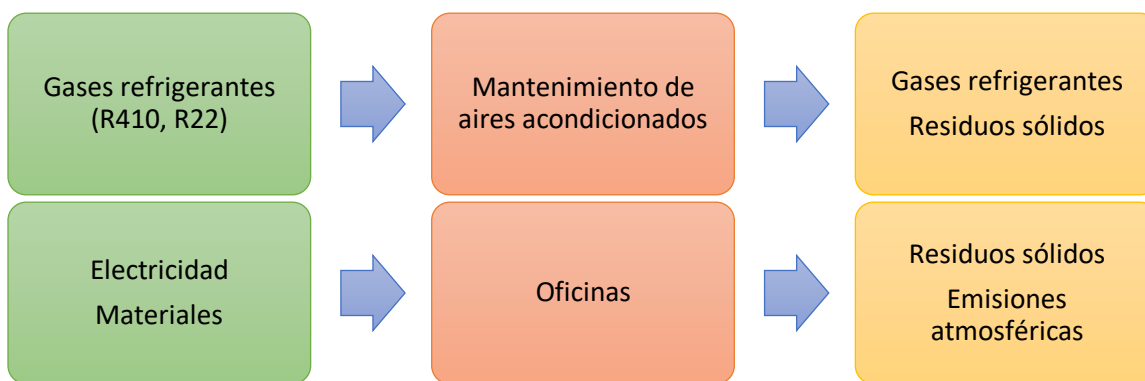 Gases refrigerantes
(R410, R22)
Mantenimiento de
aires acondicionados
Gases refrigerantes
Residuos sólidos
Electricidad
Materiales
Oficinas
Residuos sólidos
Emisiones
atmosféricas